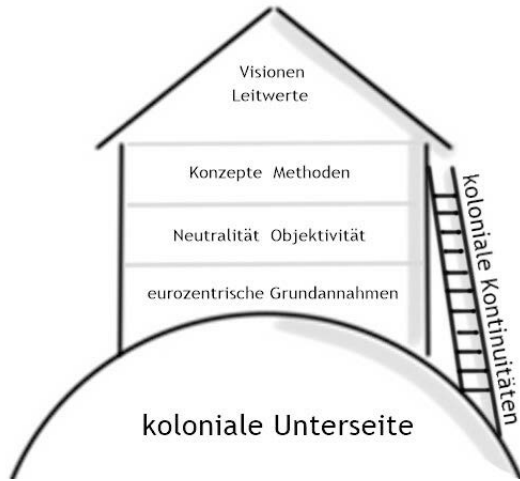 Visionen
Leitwerte
Konzepte Methoden
Neutralität Objektivität
eurozentrische Grundannahmen
koloniale Kontinuitäten
koloniale Unterseite